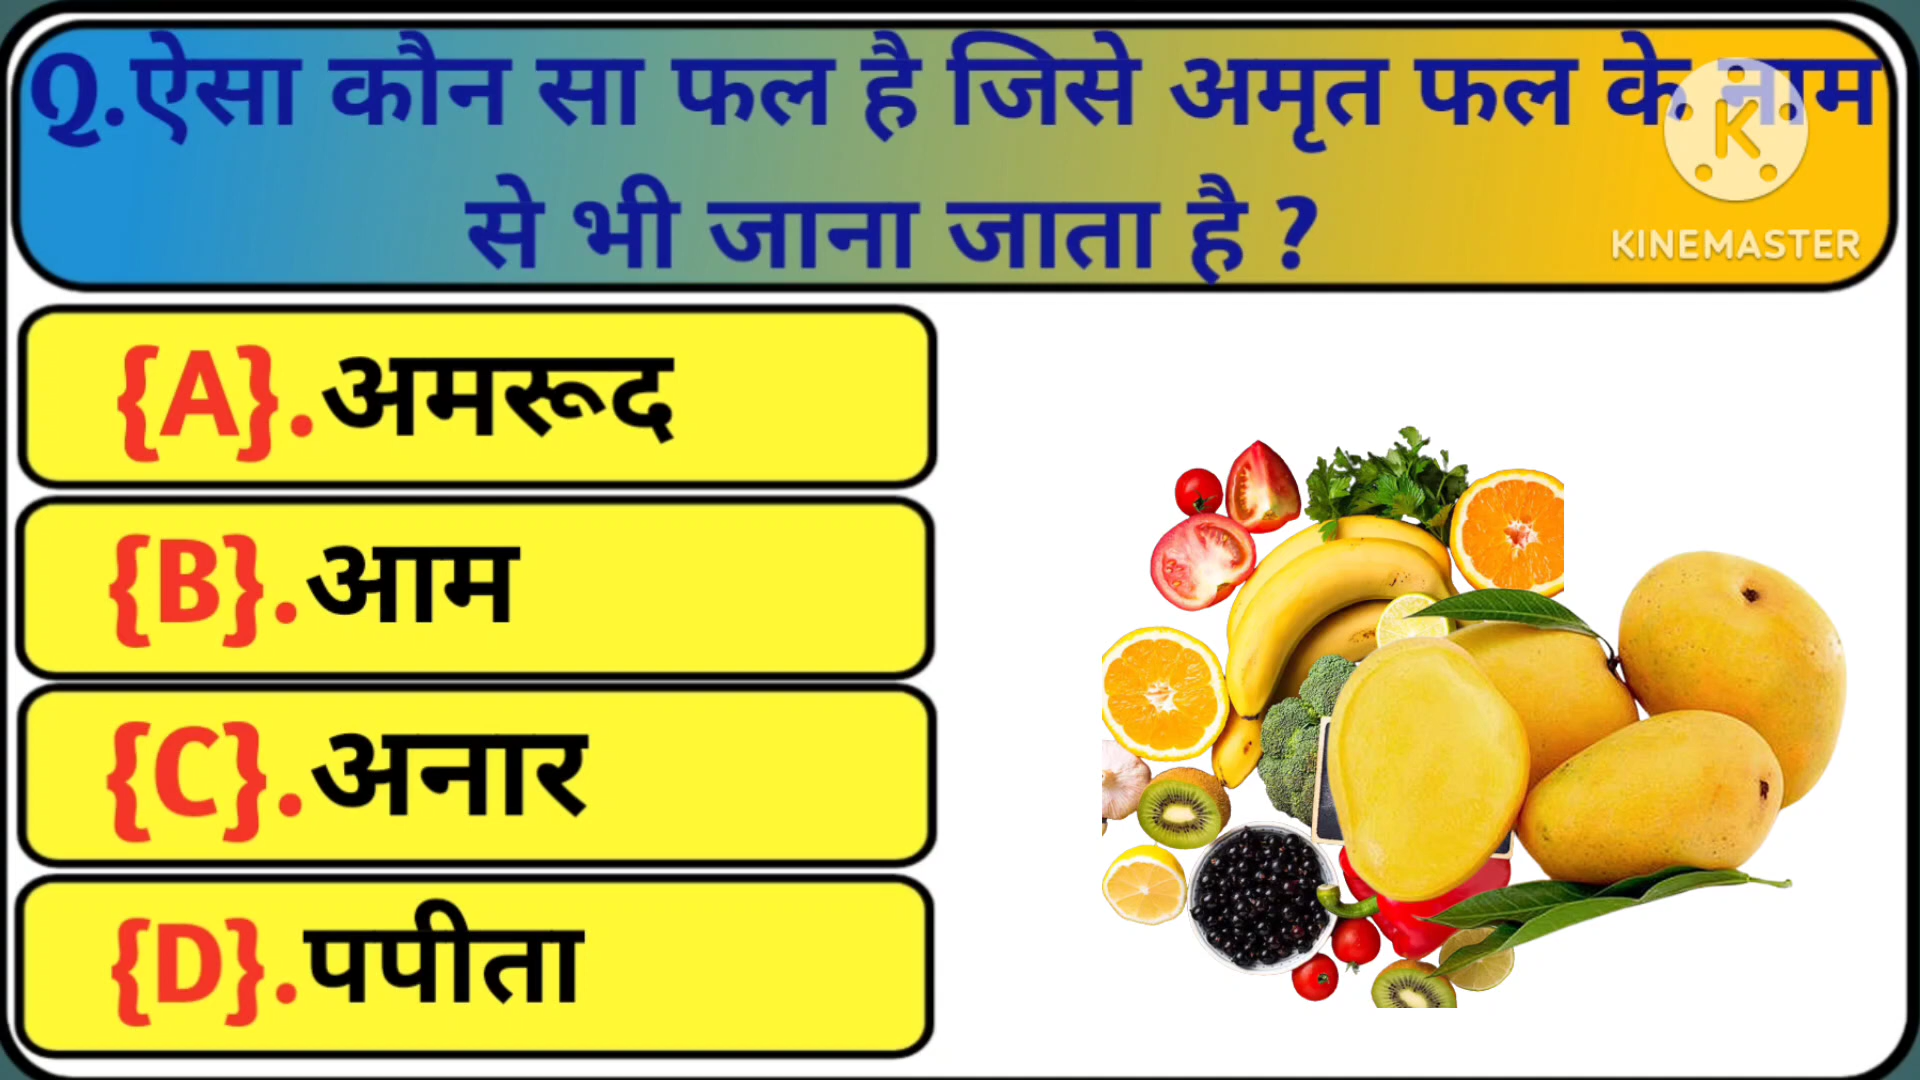 Q.ऐसा कौन सा फल है जिसे अमृत फल के नाम
से भी जाना जाता है ?
K
KINEMASTER
{A}.अमरूद
{B}.आम
{C}.अनार
{D}.पपीता